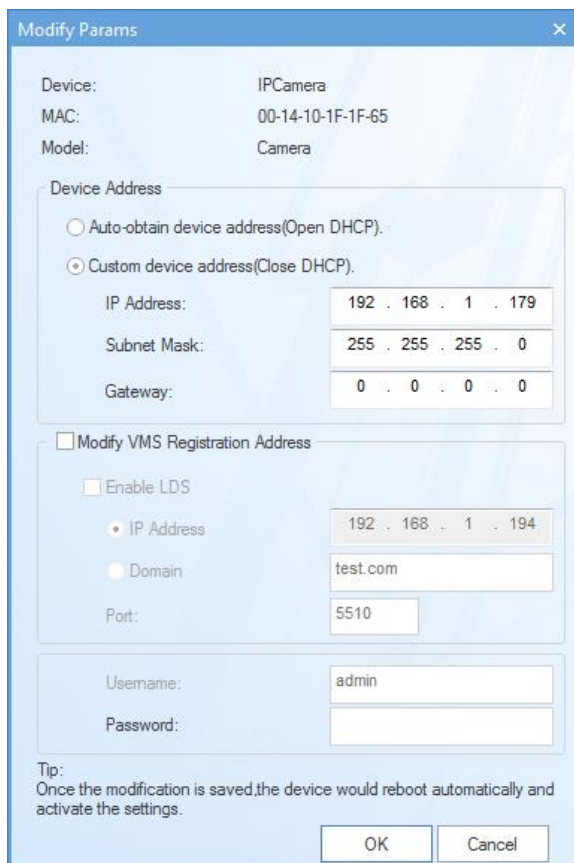 Modify Params
Device: IPCamera
MAC: 00-14-10-1F-1F-65
Model: Camera
Device Address
Auto-obtain device address(Open DHCP).
Custom device address(Close DHCP).
IP Address: 192 . 168 . 1 . 179
Subnet Mask: 255 . 255 . 255 . 0
Gateway: 0 . 0 . 0 . 0
Modify VMS Registration Address
Enable LDS
IP Address 192 . 168 . 1 . 194
Domain test.com
Port: 5510
Username: admin
Password:
Tip:
Once the modification is saved,the device would reboot automatically and
activate the settings.
OK Cancel